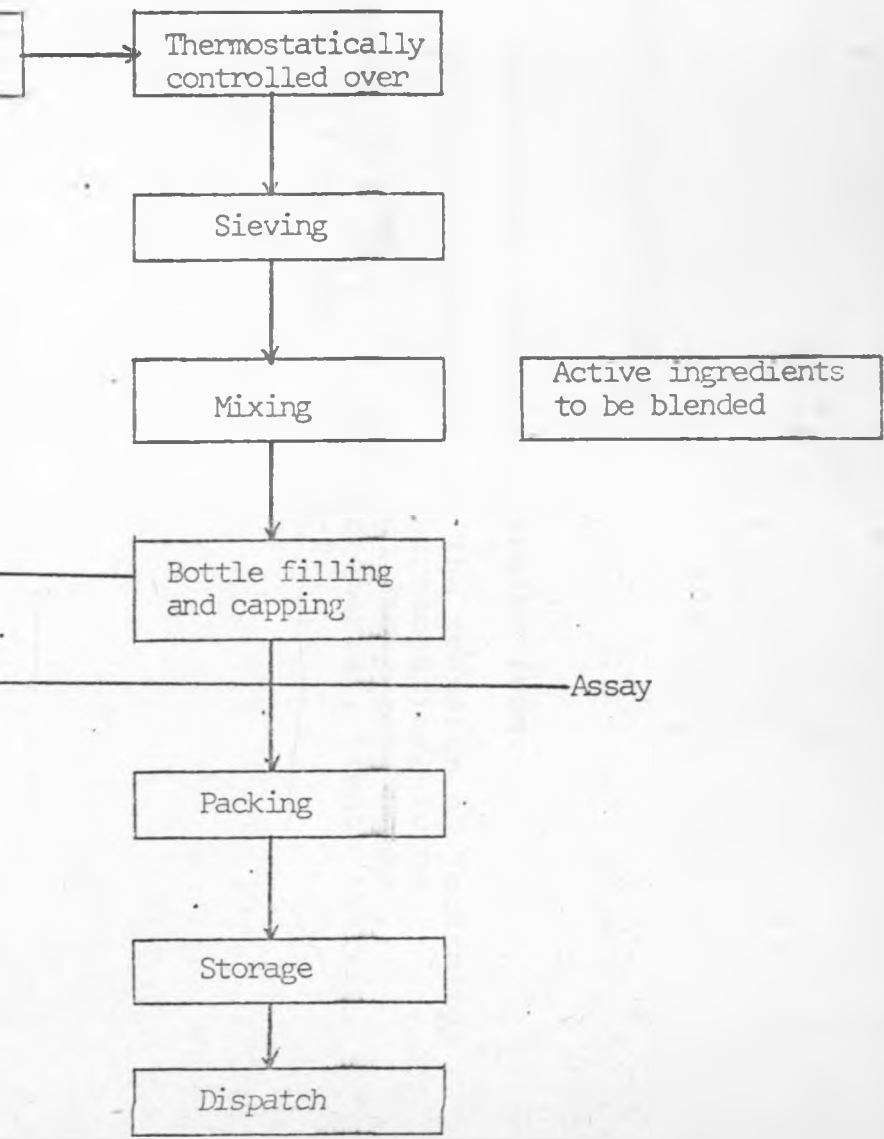 Thermostatically
controlled over
Sieving
Mixing
Active ingredients
to be blended
Bottle filling
and capping
Assay
Packing
Storage
Dispatch